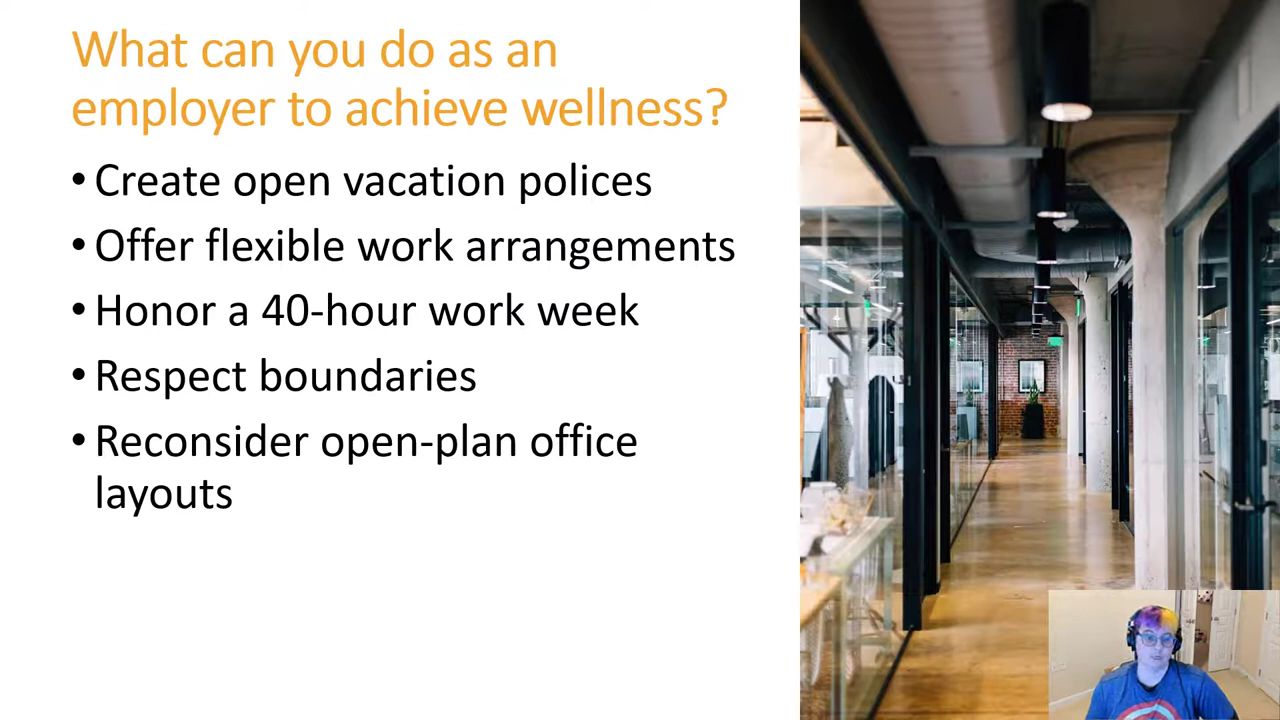 What can you do as an
employer to achieve wellness?
• Create open vacation polices
• Offer flexible work arrangements
• Honor a 40-hour work week
• Respect boundaries
• Reconsider open-plan office
layouts